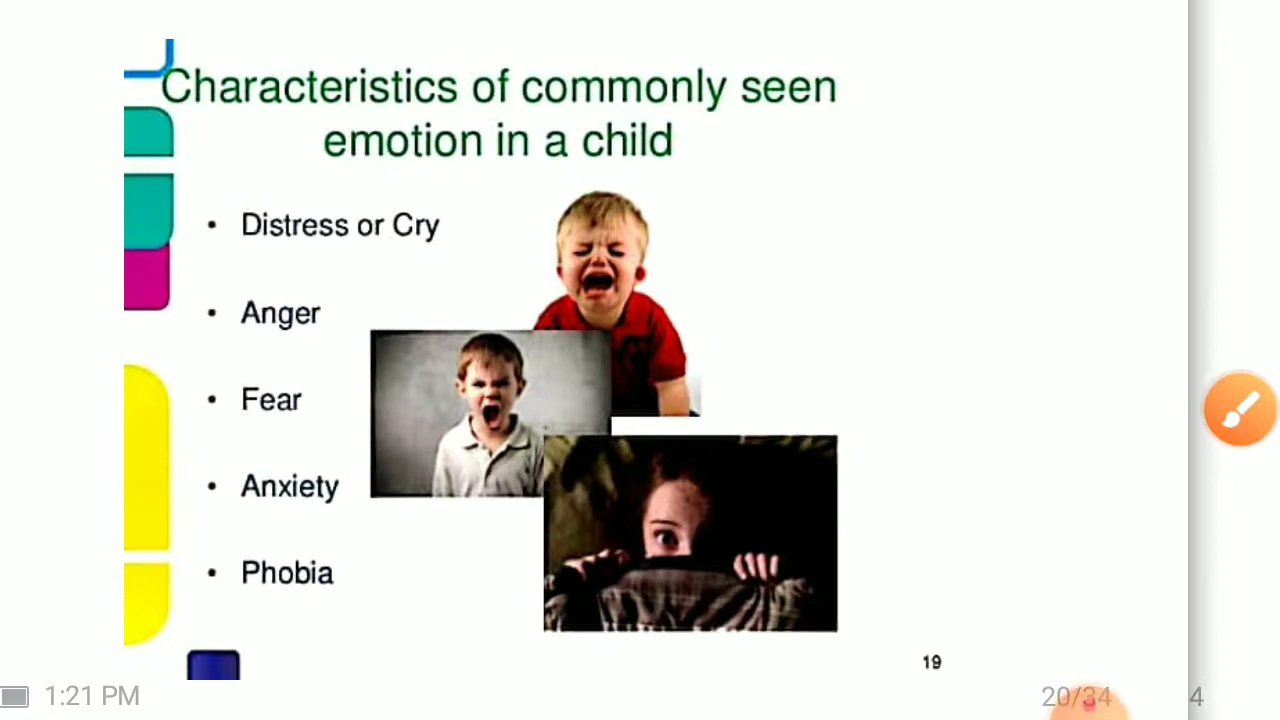 Characteristics of commonly seen
emotion in a child
• Distress or Cry
• Anger
• Fear
• Anxiety
• Phobia
19
1:21 PM
20/34
4